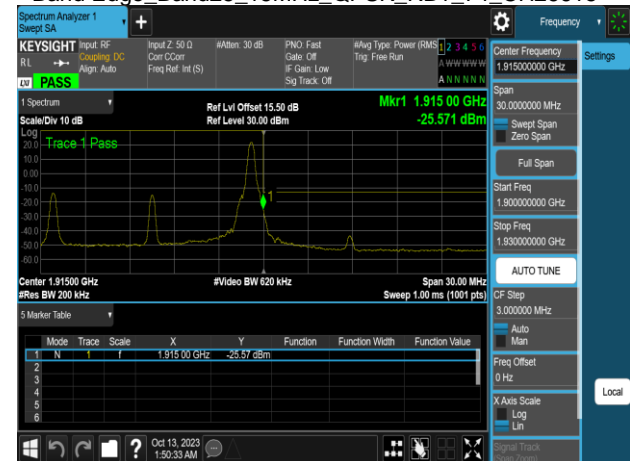 Spectrum Analyzer 1
Swept SA
+
Frequency
KEYSIGHT
RL
PASS
Input: RF
Coupling: DC
Align: Auto
Input Z: 50 Ω
Corr CCorr
Freq Ref: Int (S)
#Atten: 30 dB
PNO: Fast
Gate: Off
IF Gain: Low
Sig Track: Off
#Avg Type: Power (RMS
Trig: Free Run
1 2 3 4 5 6
A W W W W W
A N N N N N
1 Spectrum
Scale/Div 10 dB
Ref Lvl Offset 15.50 dB
Ref Level 30.00 dBm
Mkr1 1.915 00 GHz
-25.571 dBm
Log
Trace 1 Pass
20.0
10.0
0.00
-10.0
-20.0
-30.0
-40.0
-50.0
-60.0
1
Center 1.91500 GHz
#Res BW 200 kHz
#Video BW 620 kHz
Span 30.00 MHz
Sweep 1.00 ms (1001 pts)
5 Marker Table
Mode Trace Scale X Y Function Function Width Function Value
1 N 1 f 1.915 00 GHz -25.57 dBm
2
3
4
5
6
Oct 13, 2023
1:50:33 AM
Center Frequency
1.915000000 GHz
Settings
Span
30.0000000 MHz
Swept Span
Zero Span
Full Span
Start Freq
1.900000000 GHz
Stop Freq
1.930000000 GHz
AUTO TUNE
CF Step
3.000000 MHz
Auto
Man
Freq Offset
0 Hz
X Axis Scale
Log
Lin
Local
Signal Track
(Span Zoom)